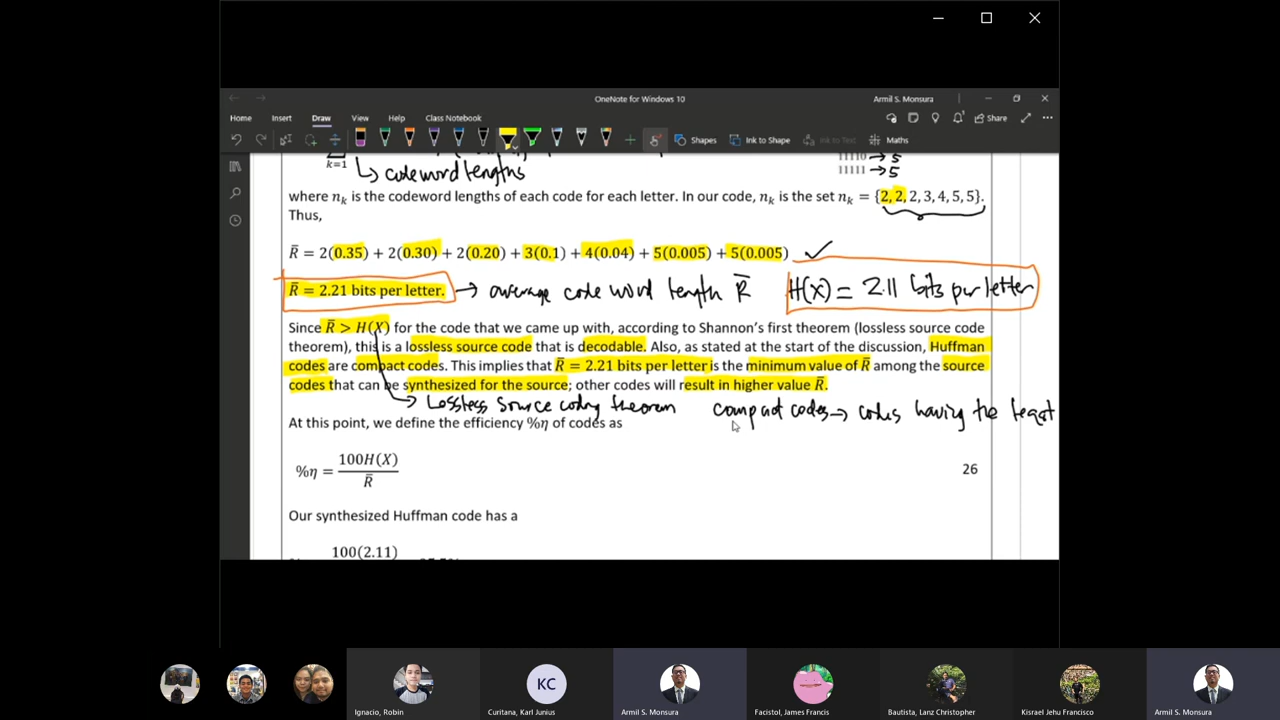 OneNote for Windows 10
Armil S. Monsura
Home Insert Draw View Help Class Notebook
Share
Shapes Ink to Shape Ink to Text Maths
k=1
codeword lengths
11110 → 5
11111 → 5
where nₖ is the codeword lengths of each code for each letter. In our code, nₖ is the set nₖ = {2, 2, 2, 3, 4, 5, 5}.
Thus,
R̄ = 2(0.35) + 2(0.30) + 2(0.20) + 3(0.1) + 4(0.04) + 5(0.005) + 5(0.005)
R̄ = 2.21 bits per letter. → average code word length R̄ H(X) = 2.11 bits per letter
Since R̄ > H(X) for the code that we came up with, according to Shannon's first theorem (lossless source code
theorem), this is a lossless source code that is decodable. Also, as stated at the start of the discussion, Huffman
codes are compact codes. This implies that R̄ = 2.21 bits per letter is the minimum value of R̄ among the source
codes that can be synthesized for the source; other codes will result in higher value R̄.
→ Lossless source coding theorem compact codes → codes having the least
At this point, we define the efficiency %η of codes as
%η = 100H(X) / R̄
26
Our synthesized Huffman code has a
100(2.11)
Ignacio, Robin
KC
Curitana, Karl Junius
Armil S. Monsura
Facistol, James Francis
Bautista, Lanz Christopher
Kisrael Jehu Francisco
Armil S. Monsura